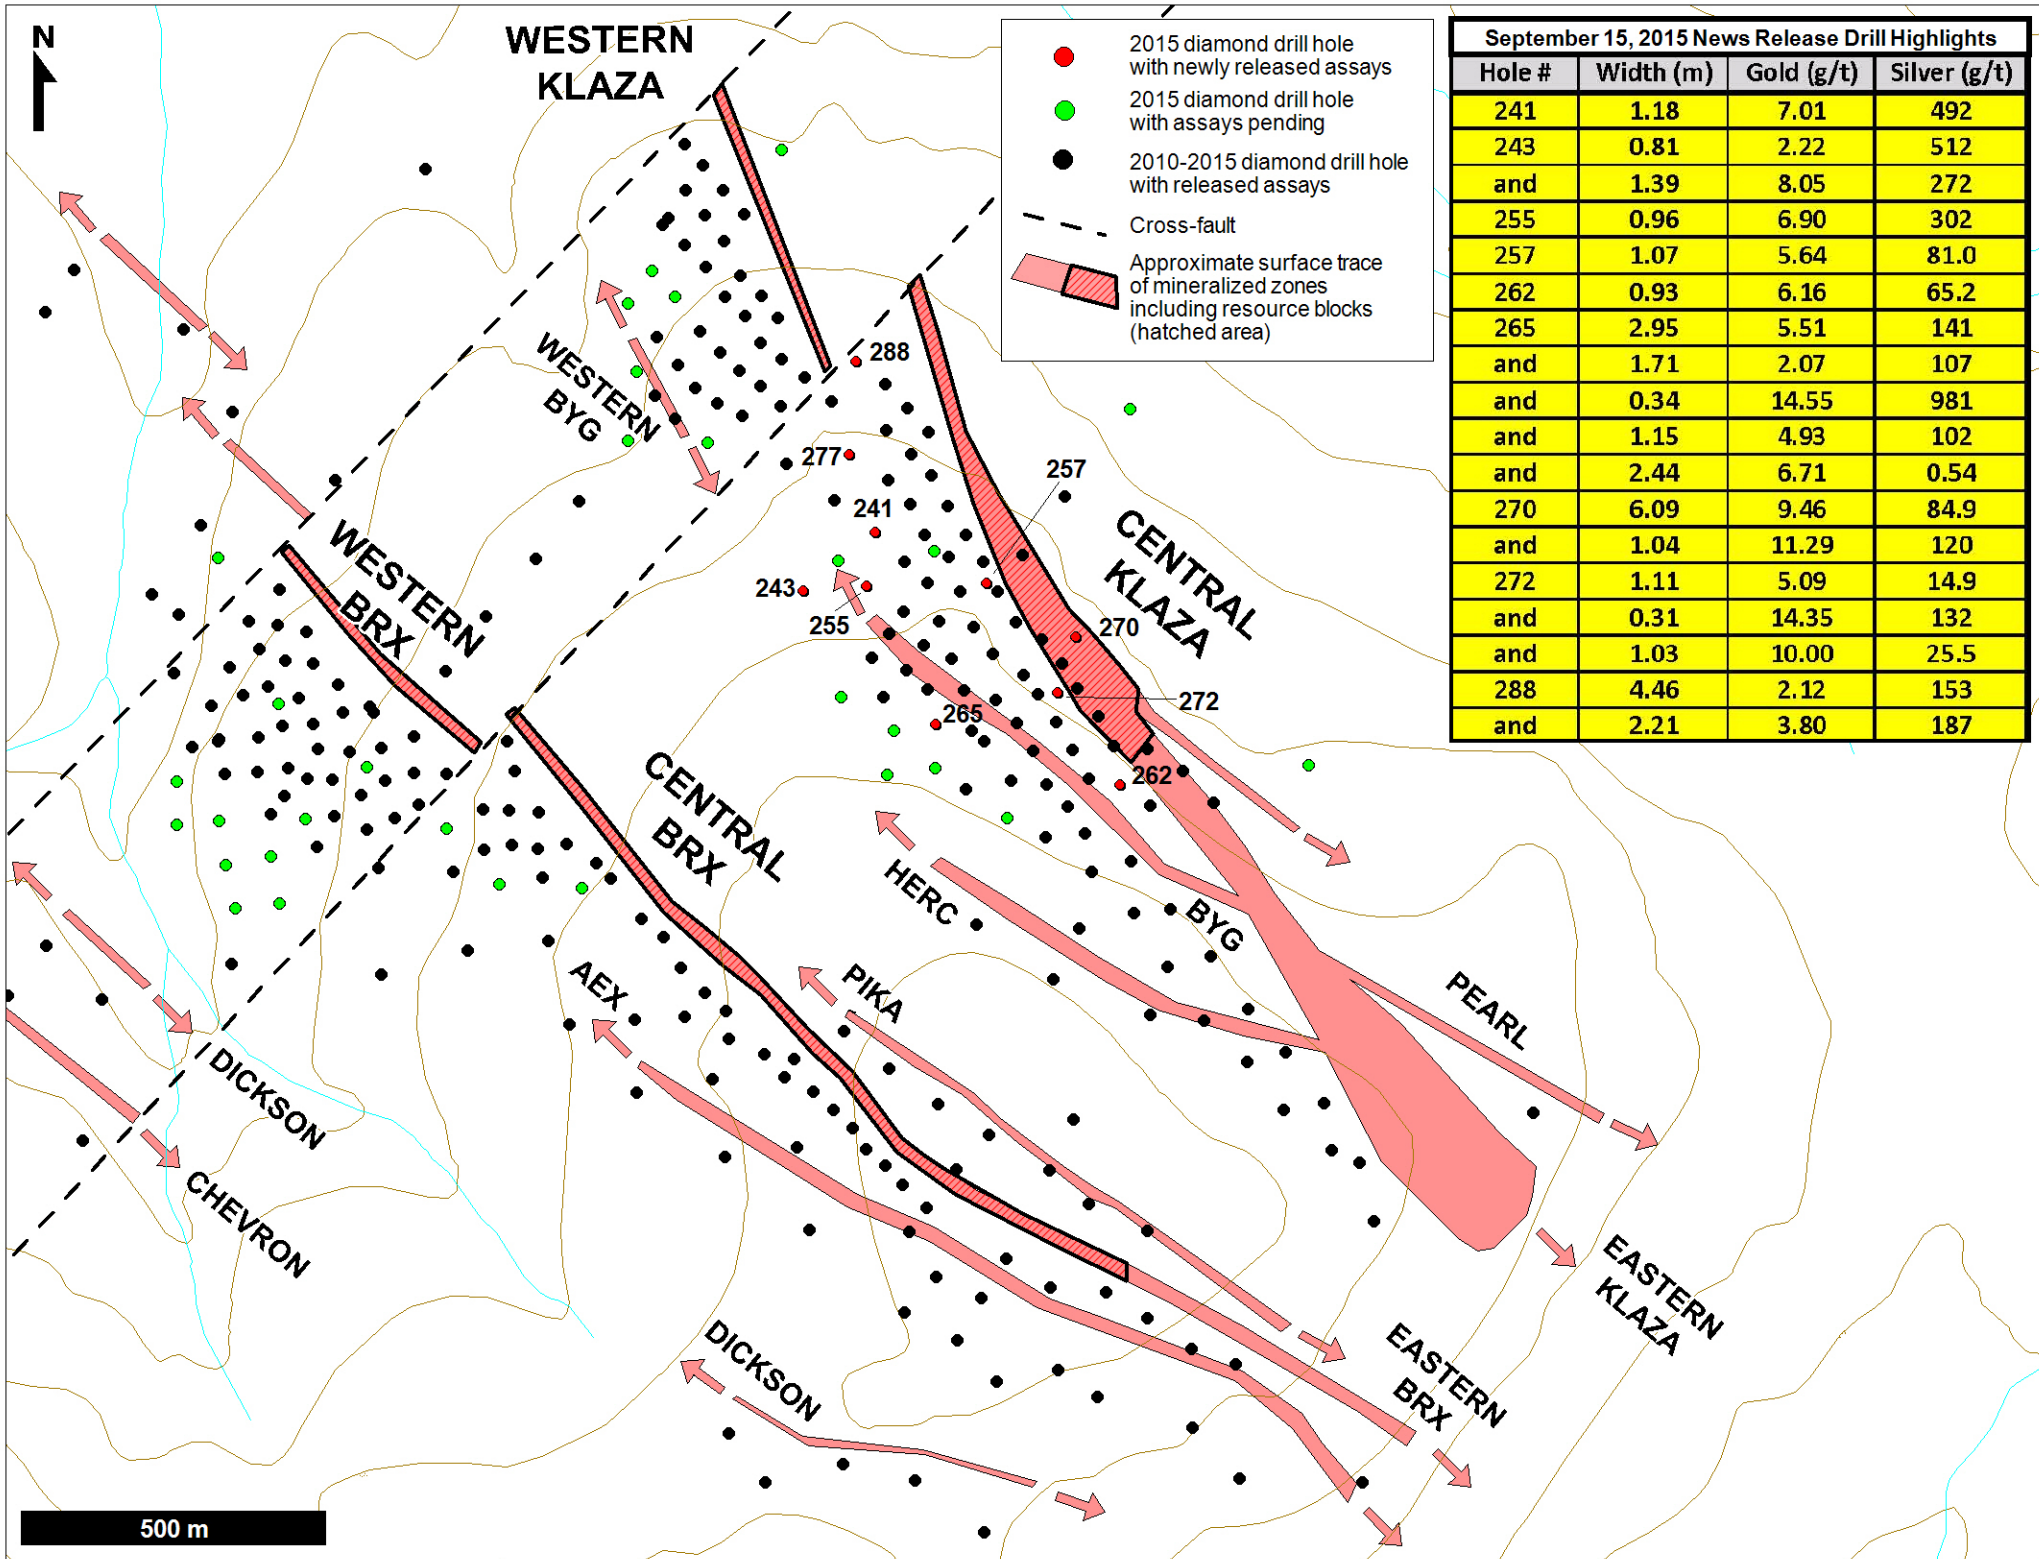 N
WESTERN
KLAZA
2015 diamond drill hole
with newly released assays
2015 diamond drill hole
with assays pending
2010-2015 diamond drill hole
with released assays
Cross-fault
Approximate surface trace
of mineralized zones
including resource blocks
(hatched area)
September 15, 2015 News Release Drill Highlights
Hole # Width (m) Gold (g/t) Silver (g/t)
241 1.18 7.01 492
243 0.81 2.22 512
and 1.39 8.05 272
255 0.96 6.90 302
257 1.07 5.64 81.0
262 0.93 6.16 65.2
265 2.95 5.51 141
and 1.71 2.07 107
and 0.34 14.55 981
and 1.15 4.93 102
and 2.44 6.71 0.54
270 6.09 9.46 84.9
and 1.04 11.29 120
272 1.11 5.09 14.9
and 0.31 14.35 132
and 1.03 10.00 25.5
288 4.46 2.12 153
and 2.21 3.80 187
WESTERN
BYG
288
277
257
241
243
255
270
272
265
262
CENTRAL
KLAZA
WESTERN
BRX
CENTRAL
BRX
HERC
BYG
PEARL
AEX
PIKA
DICKSON
CHEVRON
EASTERN
KLAZA
EASTERN
BRX
DICKSON
500 m